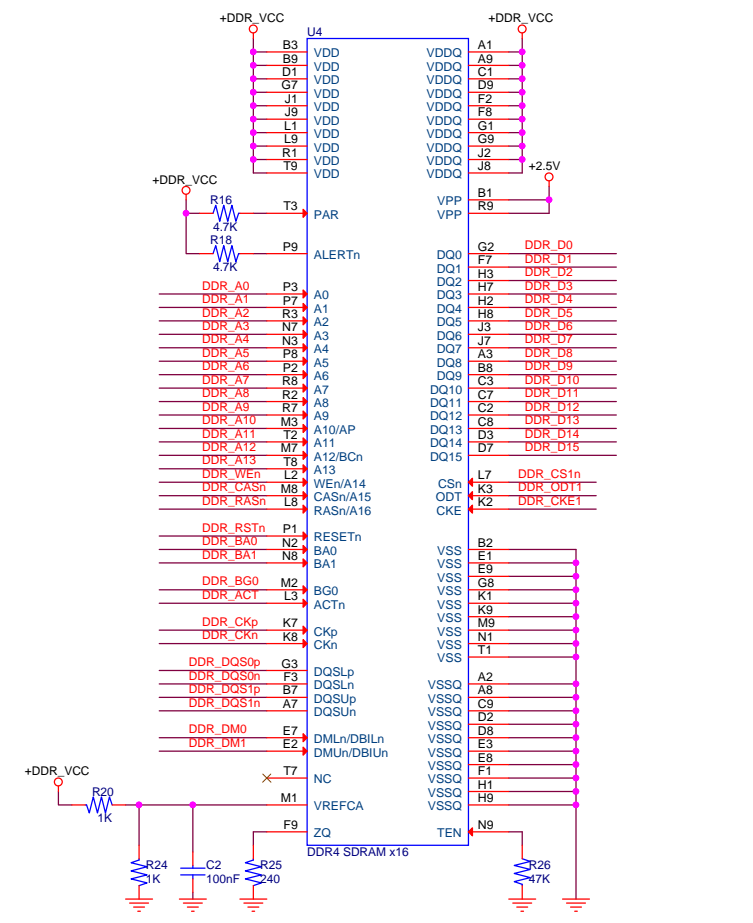 +DDR_VCC
+DDR_VCC
U4
B3 VDD VDDQ A1
B9 VDD VDDQ A9
D1 VDD VDDQ C1
G7 VDD VDDQ D9
J1 VDD VDDQ F2
J9 VDD VDDQ F8
L1 VDD VDDQ G1
L9 VDD VDDQ G9
R1 VDD VDDQ J2
T9 VDD VDDQ J8
+2.5V
+DDR_VCC
VPP B1
R16 4.7K T3 PAR VPP R9
R18 4.7K P9 ALERTn
DQ0 G2 DDR_D0
DQ1 F7 DDR_D1
DQ2 H3 DDR_D2
DDR_A0 P3 A0 DQ3 H7 DDR_D3
DDR_A1 P7 A1 DQ4 H2 DDR_D4
DDR_A2 R3 A2 DQ5 H8 DDR_D5
DDR_A3 N7 A3 DQ6 J3 DDR_D6
DDR_A4 N3 A4 DQ7 J7 DDR_D7
DDR_A5 P8 A5 DQ8 A3 DDR_D8
DDR_A6 P2 A6 DQ9 B8 DDR_D9
DDR_A7 R8 A7 DQ10 C3 DDR_D10
DDR_A8 R2 A8 DQ11 C7 DDR_D11
DDR_A9 R7 A9 DQ12 C2 DDR_D12
DDR_A10 M3 A10/AP DQ13 C8 DDR_D13
DDR_A11 T2 A11 DQ14 D3 DDR_D14
DDR_A12 M7 A12/BCn DQ15 D7 DDR_D15
DDR_A13 T8 A13
DDR_WEn L2 WEn/A14 CSn L7 DDR_CS1n
DDR_CASn M8 CASn/A15 ODT K3 DDR_ODT1
DDR_RASn L8 RASn/A16 CKE K2 DDR_CKE1
DDR_RSTn P1 RESETn
DDR_BA0 N2 BA0 VSS B2
DDR_BA1 N8 BA1 VSS E1
VSS E9
DDR_BG0 M2 BG0 VSS G8
DDR_ACT L3 ACTn VSS K1
VSS K9
DDR_CKp K7 CKp VSS M9
DDR_CKn K8 CKn VSS N1
VSS T1
DDR_DQS0p G3 DQSLp
DDR_DQS0n F3 DQSLn VSSQ A2
DDR_DQS1p B7 DQSUp VSSQ A8
DDR_DQS1n A7 DQSUn VSSQ C9
VSSQ D2
DDR_DM0 E7 DMLn/DBILn VSSQ D8
DDR_DM1 E2 DMUn/DBIUn VSSQ E3
VSSQ E8
+DDR_VCC
T7 NC VSSQ F1
VSSQ H1
R20 1K M1 VREFCA VSSQ H9
F9 ZQ TEN N9
DDR4 SDRAM x16
R24 1K
C2 100nF
R25 240
R26 47K